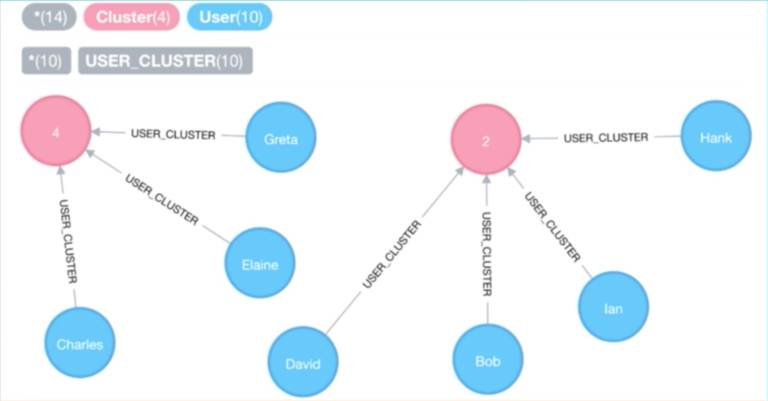 *(14) Cluster(4) User(10)
*(10) USER_CLUSTER(10)
4 USER_CLUSTER Greta
2 USER_CLUSTER Hank
USER_CLUSTER
USER_CLUSTER
Elaine
USER_CLUSTER
USER_CLUSTER
USER_CLUSTER
Ian
Charles
David
Bob